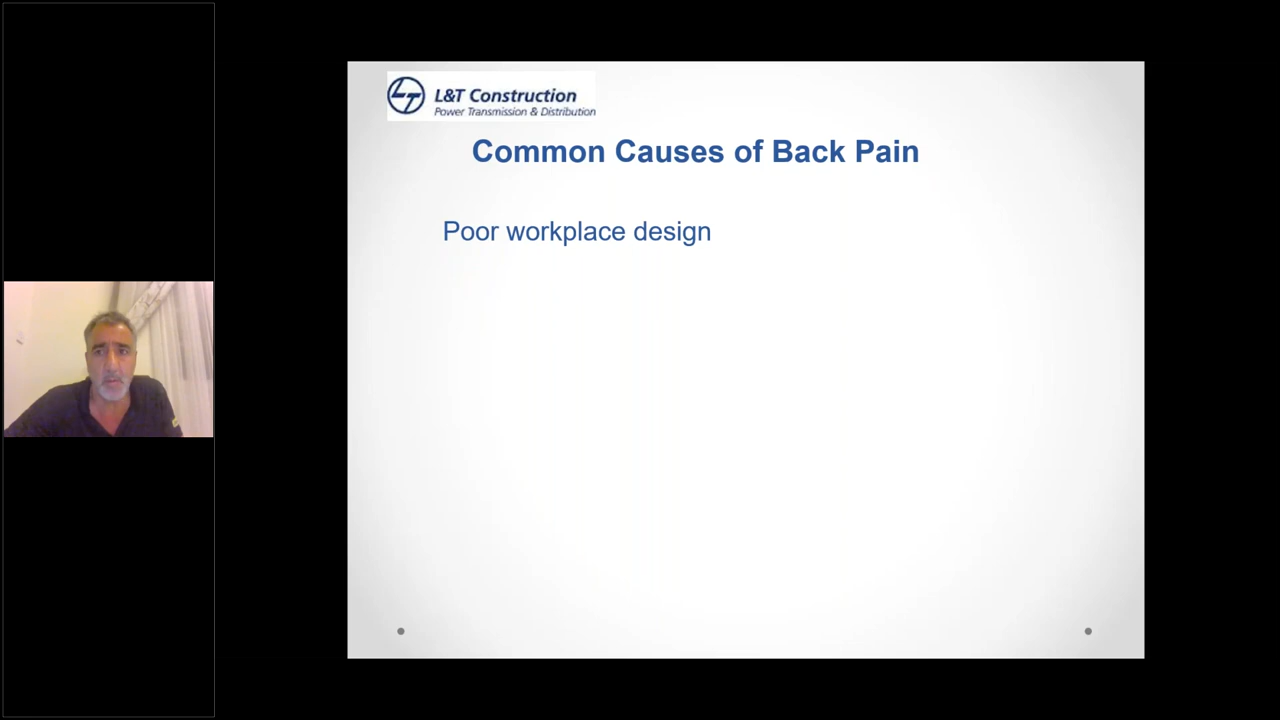 L&T Construction
Power Transmission & Distribution
Common Causes of Back Pain
Poor workplace design